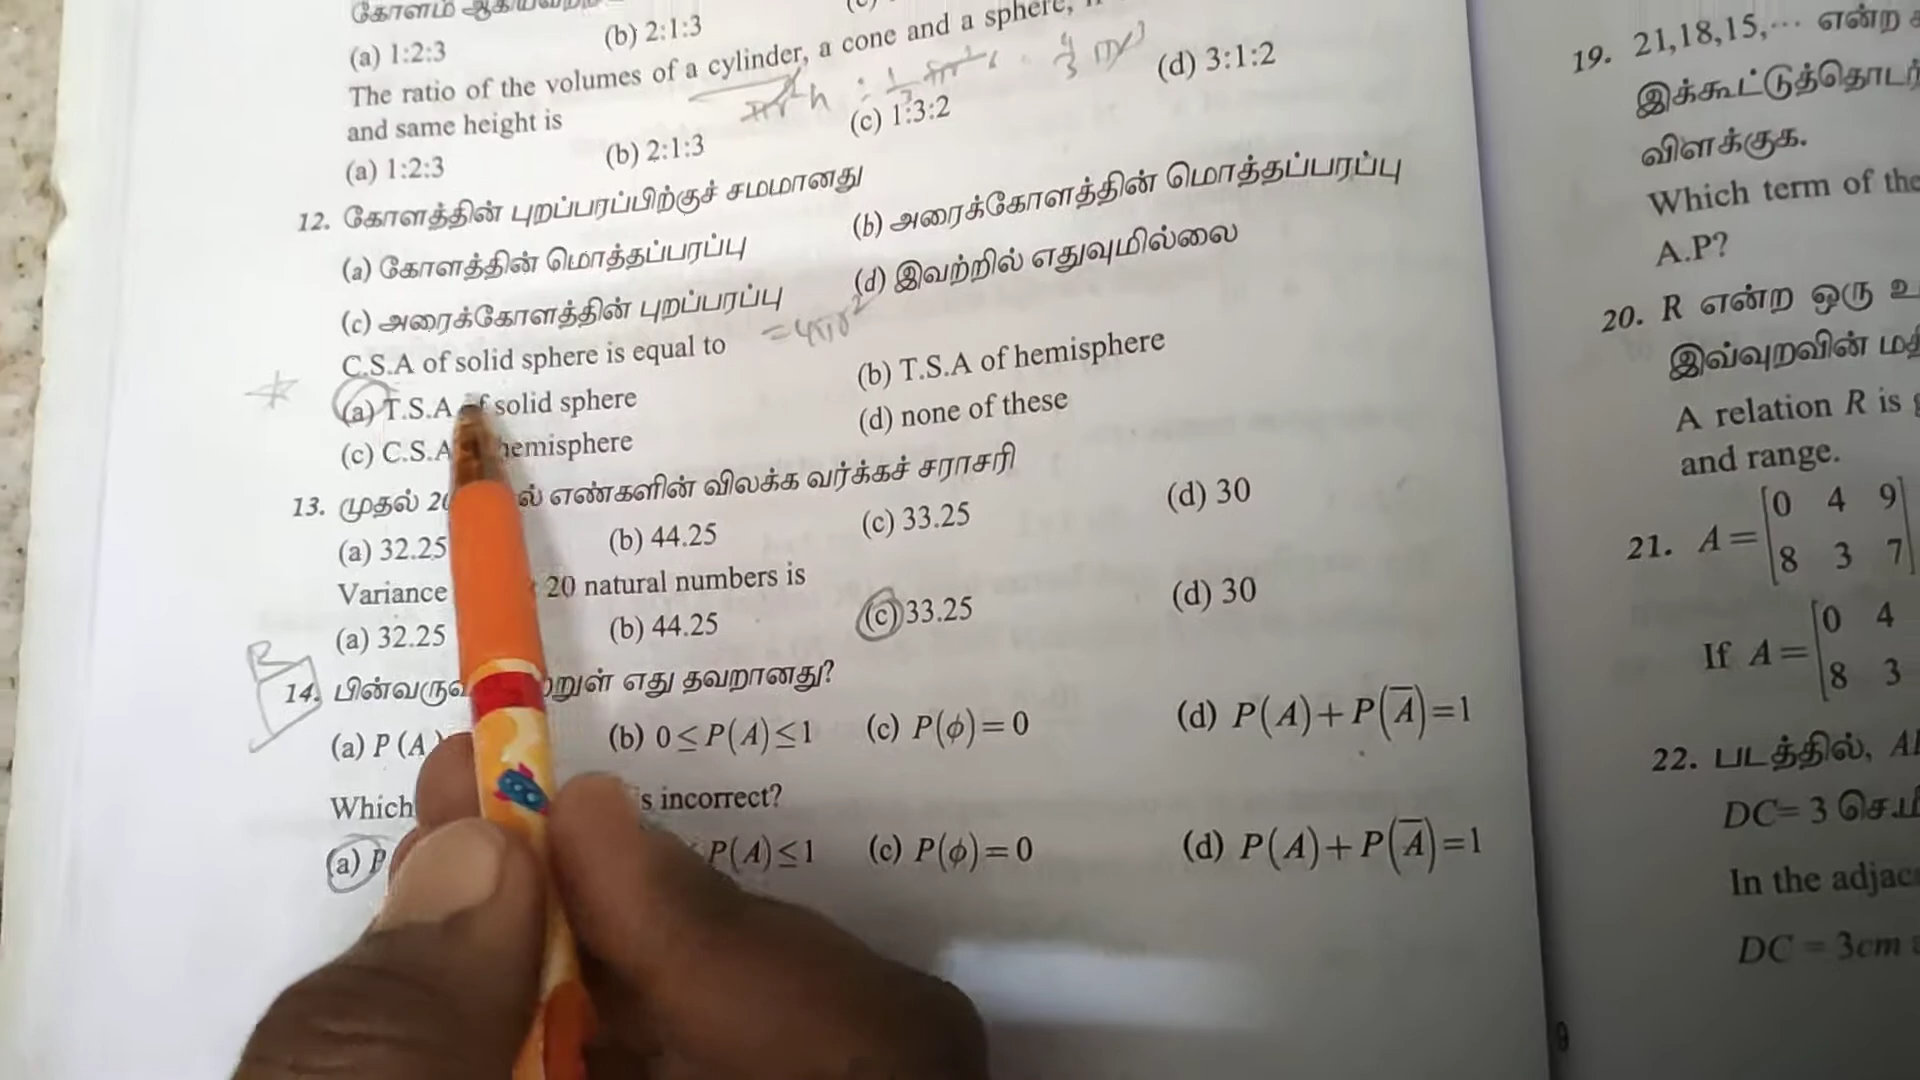 கோளம்
(a) 1:2:3 (b) 2:1:3
The ratio of the volumes of a cylinder, a cone and a sphere,
and same height is
(a) 1:2:3 (b) 2:1:3 (c) 1:3:2 (d) 3:1:2
12. கோளத்தின் புறப்பரப்பிற்குச் சமமானது
(a) கோளத்தின் மொத்தப்பரப்பு (b) அரைக்கோளத்தின் மொத்தப்பரப்பு
(c) அரைக்கோளத்தின் புறப்பரப்பு (d) இவற்றில் எதுவுமில்லை
C.S.A of solid sphere is equal to =4πr²
(a) T.S.A of solid sphere (b) T.S.A of hemisphere
(c) C.S.A hemisphere (d) none of these
13. முதல் 20 எண்களின் விலக்க வர்க்கச் சராசரி
(a) 32.25 (b) 44.25 (c) 33.25 (d) 30
Variance 20 natural numbers is
(a) 32.25 (b) 44.25 (c) 33.25 (d) 30
14. எது தவறானது?
(a) P(A) (b) 0≤P(A)≤1 (c) P(ϕ)=0 (d) P(A)+P(A̅)=1
Which incorrect?
(a) P P(A)≤1 (c) P(ϕ)=0 (d) P(A)+P(A̅)=1
19. 21,18,15,⋯ என்ற
விளக்குக.
Which term of the
A.P?
20. R என்ற ஒரு
இவ்வுறவின்
A relation R is
and range.
21. A= [0 4 9
8 3 7]
If A= [0 4
8 3
22. படத்தில்,
DC= 3
In the
DC = 3cm